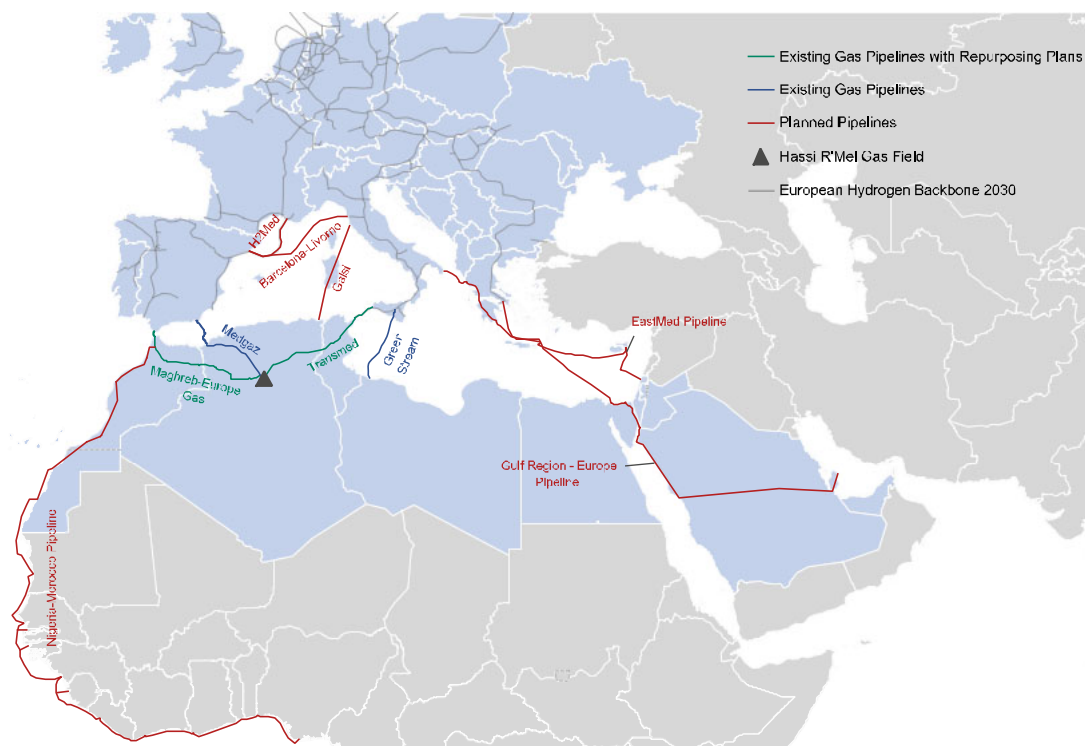 Existing Gas Pipelines with Repurposing Plans
Existing Gas Pipelines
Planned Pipelines
Hassi R'Mel Gas Field
European Hydrogen Backbone 2030
H2Med
Barcelona-Livorno
Galsi
EastMed Pipeline
Medgaz
Transmed
Green
Stream
Maghreb-Europe
Gas
Gulf Region - Europe
Pipeline
Nigeria-Morocco Pipeline